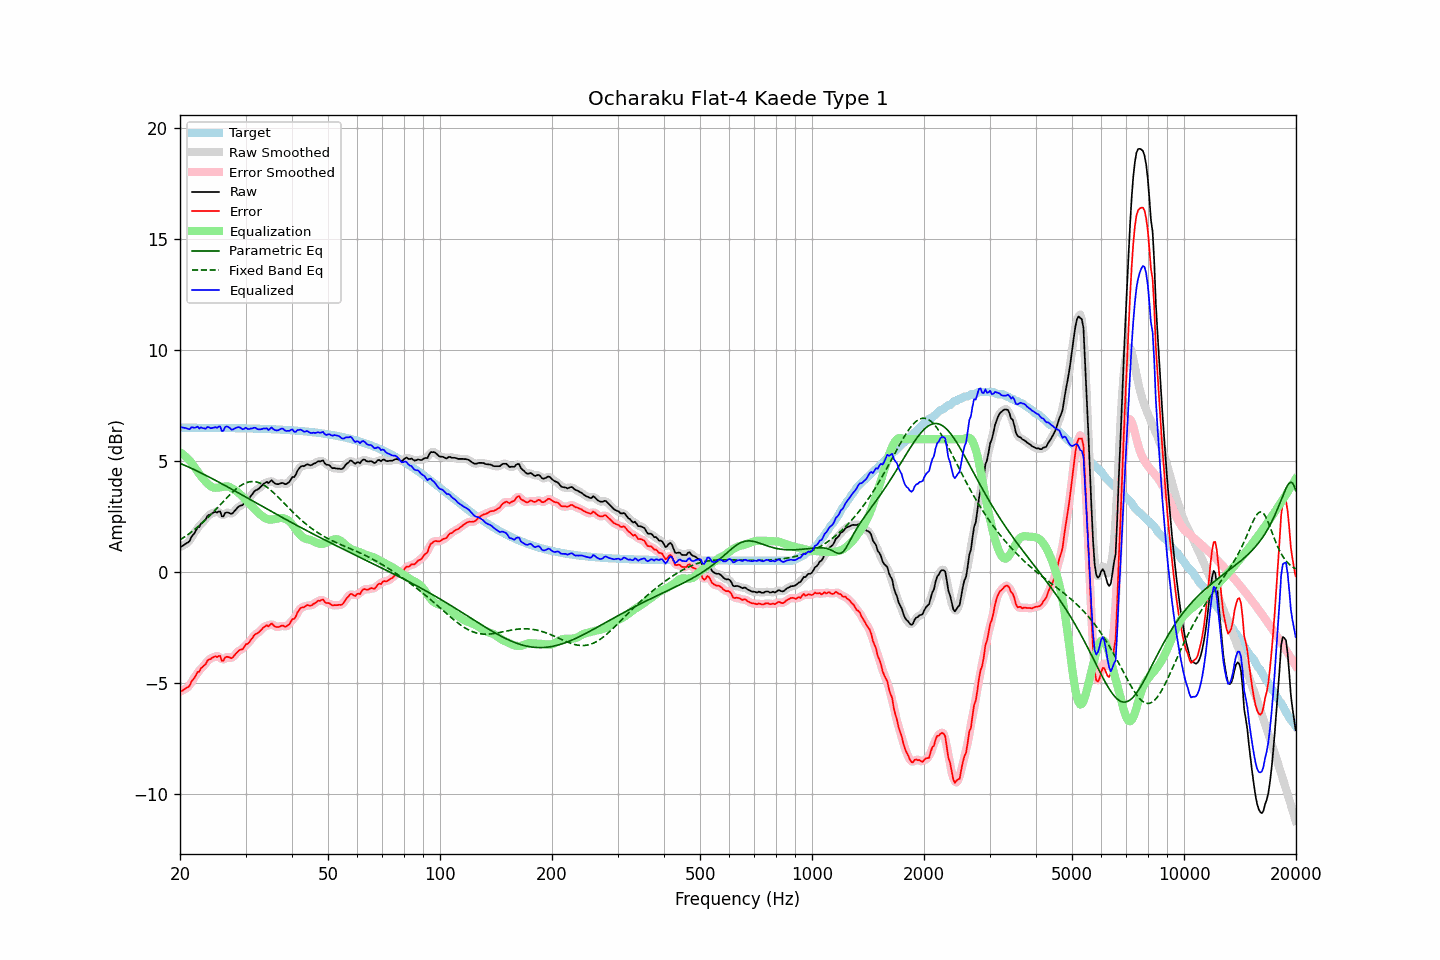 Ocharaku Flat-4 Kaede Type 1
Target
Raw Smoothed
Error Smoothed
Raw
Error
Equalization
Parametric Eq
Fixed Band Eq
Equalized
Amplitude (dBr)
20
15
10
5
0
−5
−10
20 50 100 200 500 1000 2000 5000 10000 20000
Frequency (Hz)